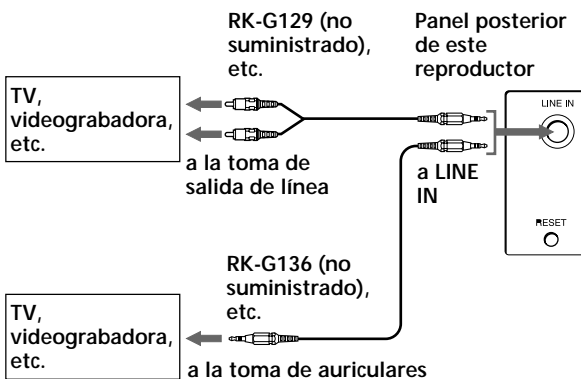 RK-G129 (no
suministrado),
etc.
Panel posterior
de este
reproductor
TV,
videograbadora,
etc.
a la toma de
salida de línea
a LINE
IN
LINE IN
RESET
RK-G136 (no
suministrado),
etc.
TV,
videograbadora,
etc.
a la toma de auriculares